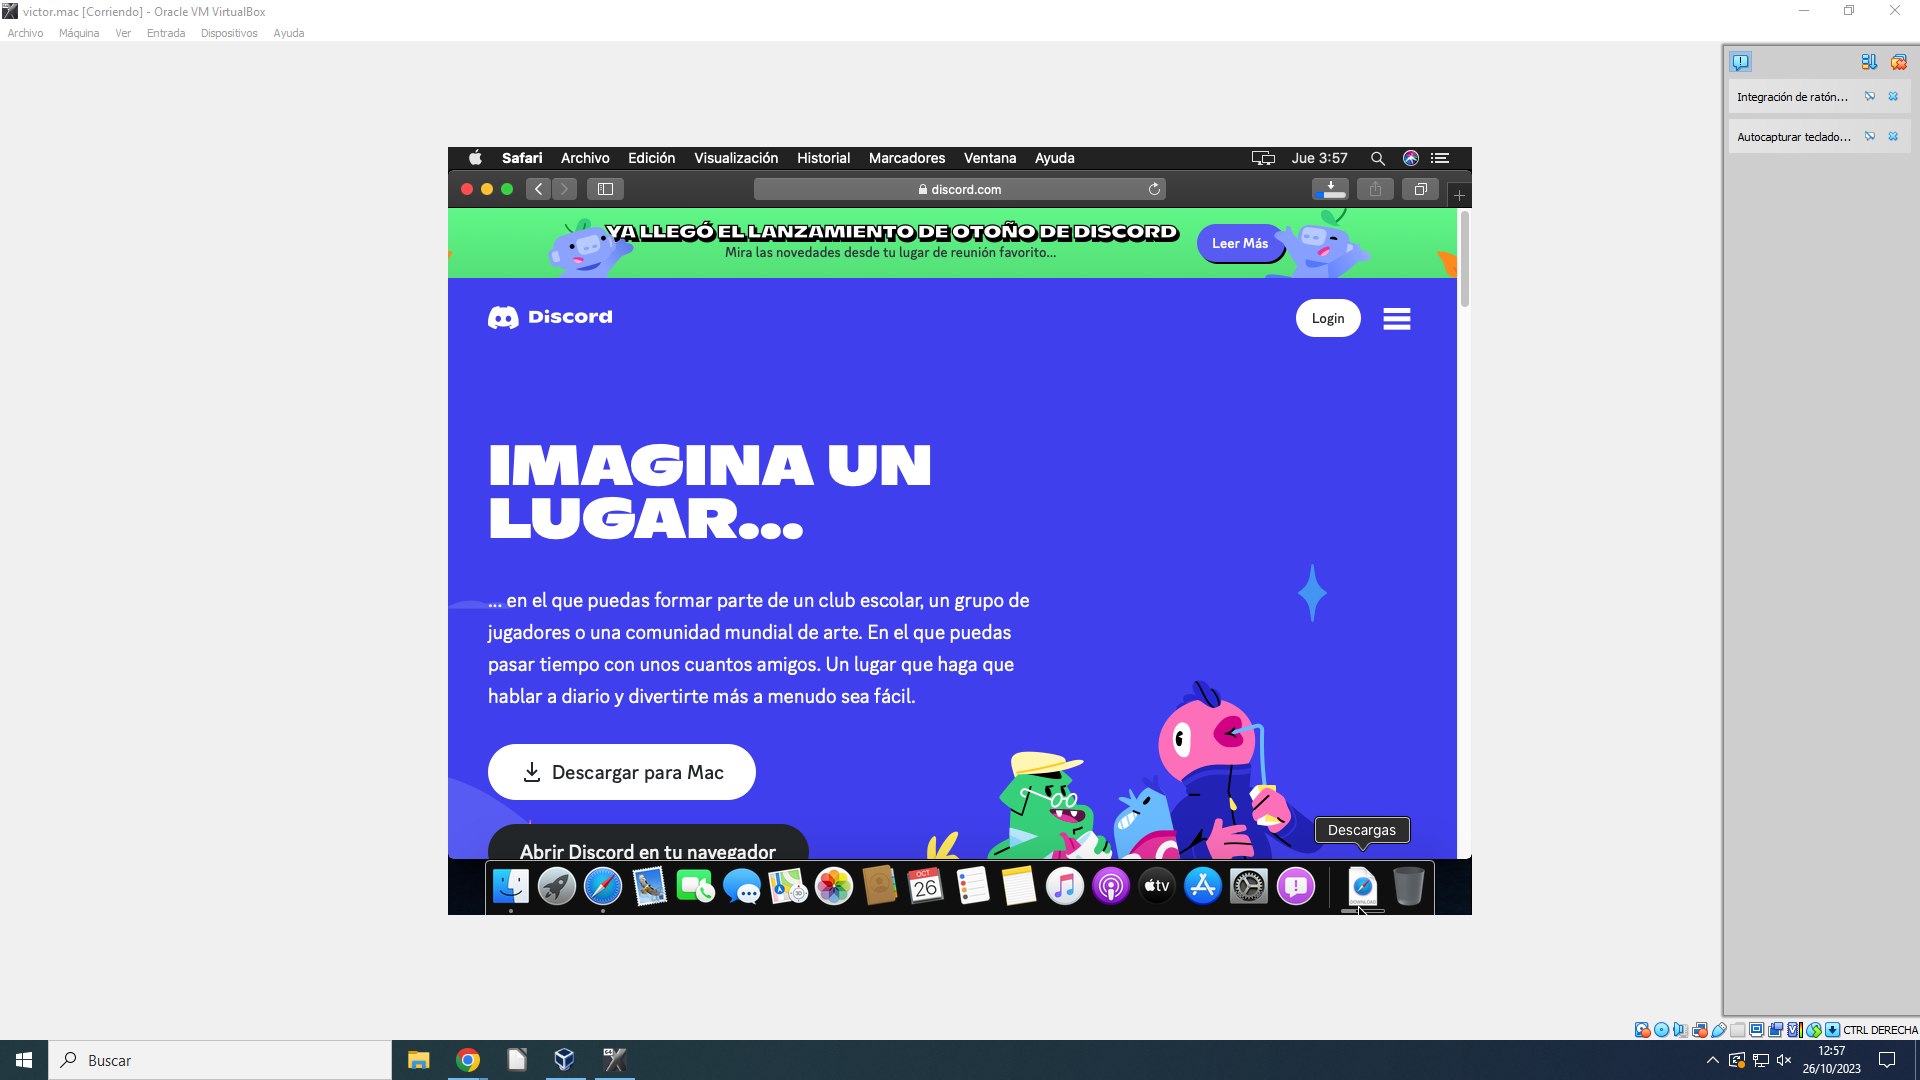 victor.mac [Corriendo] - Oracle VM VirtualBox
Archivo Máquina Ver Entrada Dispositivos Ayuda
Integración de ratón...
Autocapturar teclado...
Safari Archivo Edición Visualización Historial Marcadores Ventana Ayuda Jue 3:57
discord.com
YA LLEGÓ EL LANZAMIENTO DE OTOÑO DE DISCORD
Mira las novedades desde tu lugar de reunión favorito...
Leer Más
Discord
Login
IMAGINA UN
LUGAR...
... en el que puedas formar parte de un club escolar, un grupo de
jugadores o una comunidad mundial de arte. En el que puedas
pasar tiempo con unos cuantos amigos. Un lugar que haga que
hablar a diario y divertirte más a menudo sea fácil.
Descargar para Mac
Descargas
Abrir Discord en tu navegador
OCT
26
tv
DOWNLOAD
CTRL DERECHA
Buscar
12:57
26/10/2023